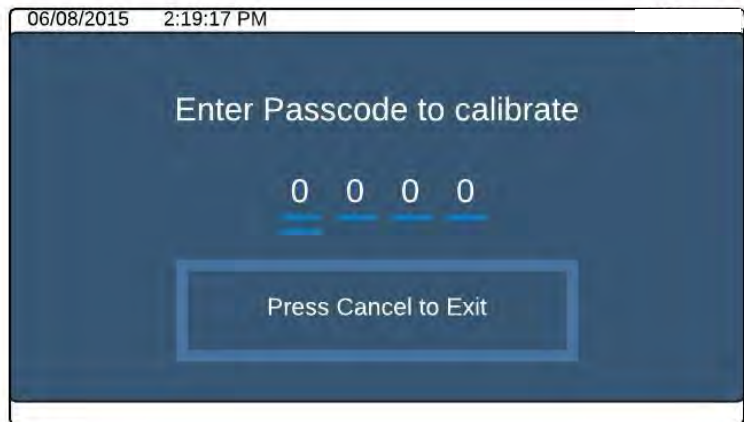 06/08/2015 2:19:17 PM
Enter Passcode to calibrate
0 0 0 0
Press Cancel to Exit